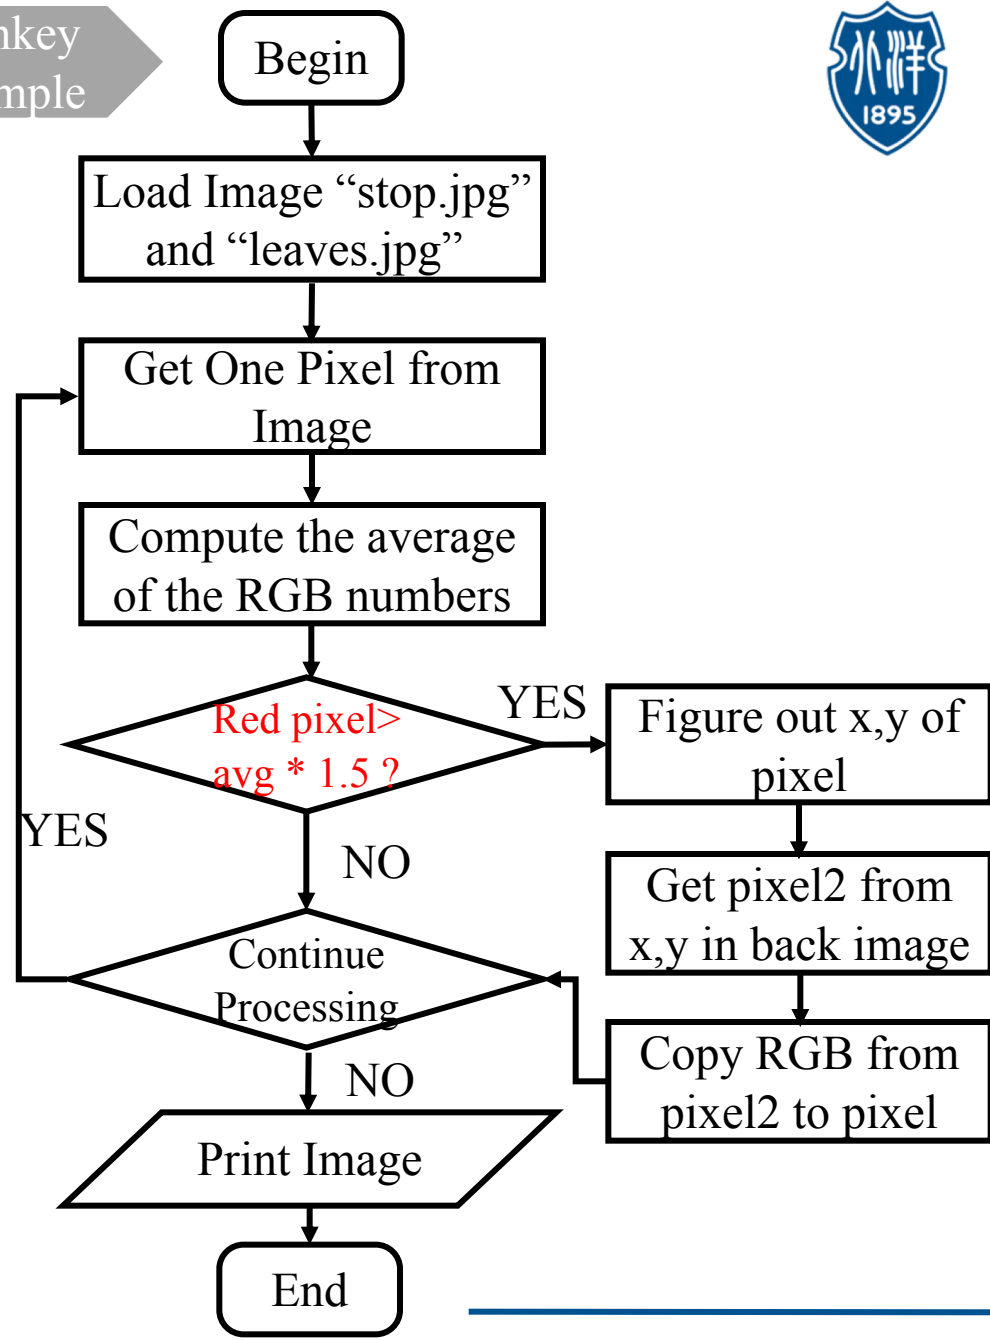 Begin
1895
Load Image “stop.jpg”
and “leaves.jpg”
Get One Pixel from
Image
Compute the average
of the RGB numbers
Red pixel>
avg * 1.5 ?
YES
Figure out x,y of
pixel
YES
NO
Get pixel2 from
x,y in back image
Continue
Processing
Copy RGB from
pixel2 to pixel
NO
Print Image
End